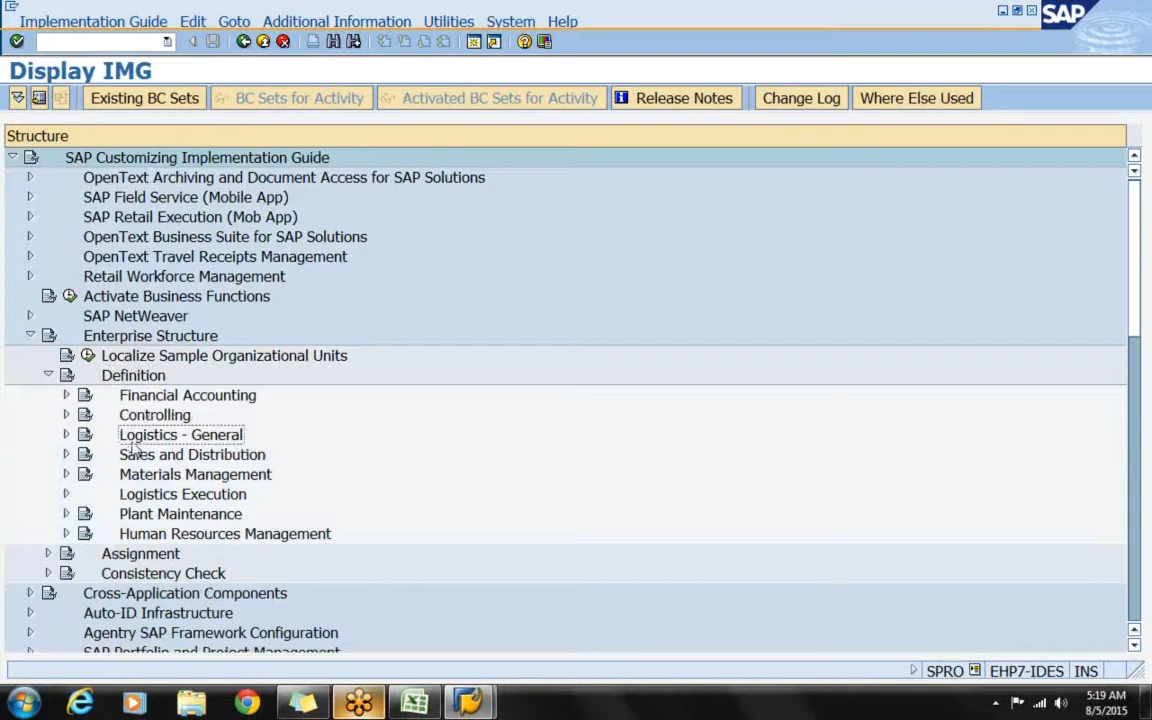 Implementation Guide Edit Goto Additional Information Utilities System Help
SAP
Display IMG
Existing BC Sets BC Sets for Activity Activated BC Sets for Activity Release Notes Change Log Where Else Used
Structure
SAP Customizing Implementation Guide
OpenText Archiving and Document Access for SAP Solutions
SAP Field Service (Mobile App)
SAP Retail Execution (Mob App)
OpenText Business Suite for SAP Solutions
OpenText Travel Receipts Management
Retail Workforce Management
Activate Business Functions
SAP NetWeaver
Enterprise Structure
Localize Sample Organizational Units
Definition
Financial Accounting
Controlling
Logistics - General
Sales and Distribution
Materials Management
Logistics Execution
Plant Maintenance
Human Resources Management
Assignment
Consistency Check
Cross-Application Components
Auto-ID Infrastructure
Agentry SAP Framework Configuration
SAP Portfolio and Project Management
SPRO EHP7-IDES INS
5:19 AM
8/5/2015